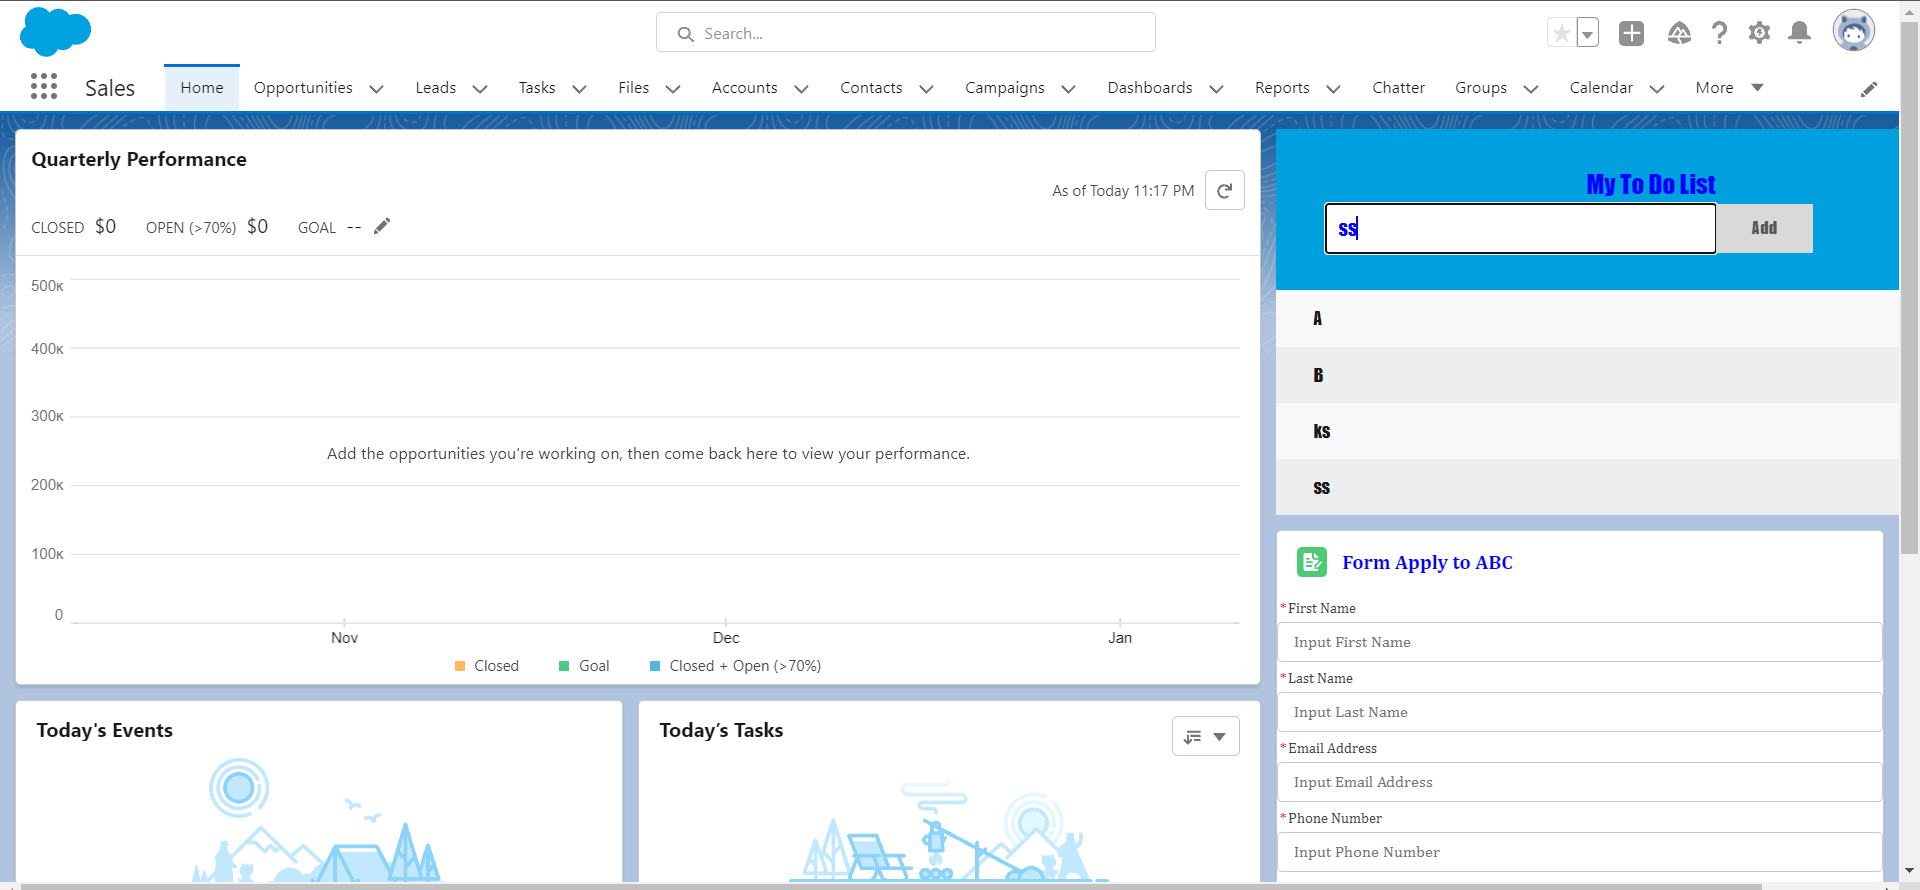 Search...
Sales
Home
Opportunities
Leads
Tasks
Files
Accounts
Contacts
Campaigns
Dashboards
Reports
Chatter
Groups
Calendar
More
Quarterly Performance
As of Today 11:17 PM
CLOSED $0 OPEN (>70%) $0 GOAL --
500K
400K
300K
200K
100K
0
Add the opportunities you're working on, then come back here to view your performance.
Nov Dec Jan
Closed Goal Closed + Open (>70%)
Today's Events
Today’s Tasks
My To Do List
ss
Add
A
B
ks
ss
Form Apply to ABC
*First Name
Input First Name
*Last Name
Input Last Name
*Email Address
Input Email Address
*Phone Number
Input Phone Number